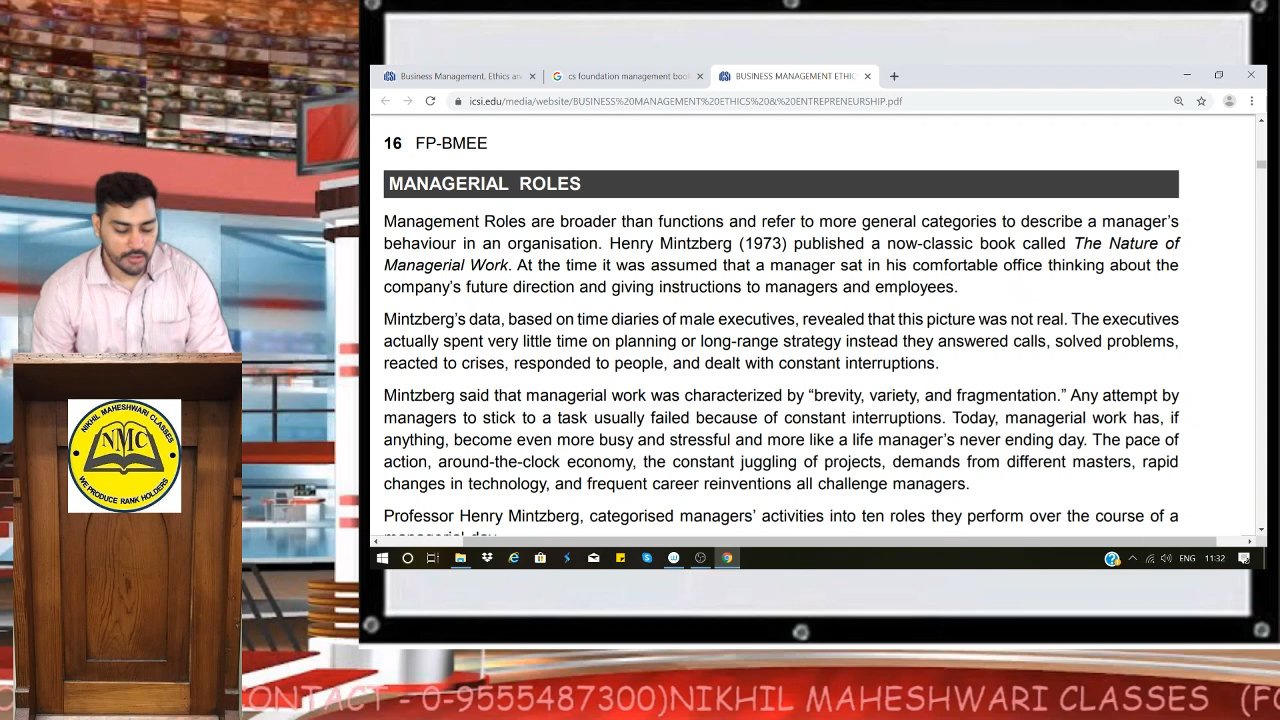 Business Management, Ethics an
cs foundation management boo
BUSINESS MANAGEMENT ETHIC
icsi.edu/media/website/BUSINESS%20MANAGEMENT%20ETHICS%20&%20ENTREPRENEURSHIP.pdf
16 FP-BMEE
MANAGERIAL ROLES
Management Roles are broader than functions and refer to more general categories to describe a manager's
behaviour in an organisation. Henry Mintzberg (1973) published a now-classic book called The Nature of
Managerial Work. At the time it was assumed that a manager sat in his comfortable office thinking about the
company's future direction and giving instructions to managers and employees.
Mintzberg's data, based on time diaries of male executives, revealed that this picture was not real. The executives
actually spent very little time on planning or long-range strategy instead they answered calls, solved problems,
reacted to crises, responded to people, and dealt with constant interruptions.
Mintzberg said that managerial work was characterized by “brevity, variety, and fragmentation.” Any attempt by
managers to stick to a task usually failed because of constant interruptions. Today, managerial work has, if
anything, become even more busy and stressful and more like a life manager's never ending day. The pace of
action, around-the-clock economy, the constant juggling of projects, demands from different masters, rapid
changes in technology, and frequent career reinventions all challenge managers.
Professor Henry Mintzberg, categorised managers' activities into ten roles they perform over the course of a
managerial day.
ENG 11:32
NIKHIL MAHESHWARI CLASSES
NMC
WE PRODUCE RANK HOLDERS
ONTACT - 0-9555487300)NIKHIL MAHESHWARI CLASSES (FO